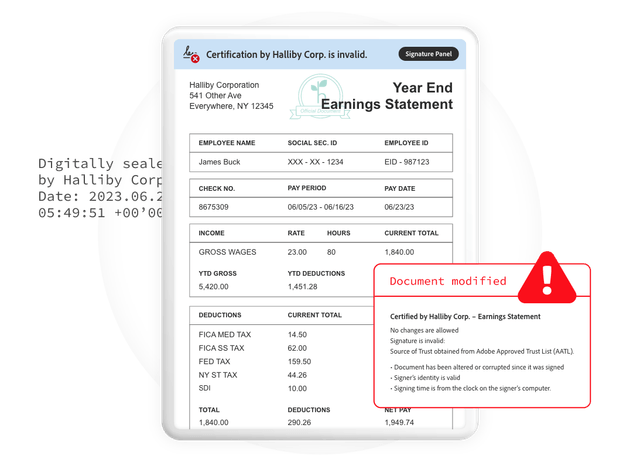 Certification by Halliby Corp. is invalid.
Signature Panel
Halliby Corporation
541 Other Ave
Everywhere, NY 12345
Official Document
Year End
Earnings Statement
Digitally seale
by Halliby Corp
Date: 2023.06.2
05:49:51 +00'00
EMPLOYEE NAME SOCIAL SEC. ID EMPLOYEE ID
James Buck XXX - XX - 1234 EID - 987123
CHECK NO. PAY PERIOD PAY DATE
8675309 06/05/23 - 06/16/23 06/23/23
INCOME RATE HOURS CURRENT TOTAL
GROSS WAGES 23.00 80 1,840.00
YTD GROSS YTD DEDUCTIONS
5,420.00 1,451.28
DEDUCTIONS CURRENT TOTAL
FICA MED TAX 14.50
FICA SS TAX 62.00
FED TAX 159.50
NY ST TAX 44.26
SDI 10.00
TOTAL DEDUCTIONS NET PAY
1,840.00 290.26 1,949.74
Document modified
Certified by Halliby Corp. – Earnings Statement
No changes are allowed
Signature is invalid:
Source of Trust obtained from Adobe Approved Trust List (AATL).
• Document has been altered or corrupted since it was signed
• Signer's identity is valid
• Signing time is from the clock on the signer's computer.